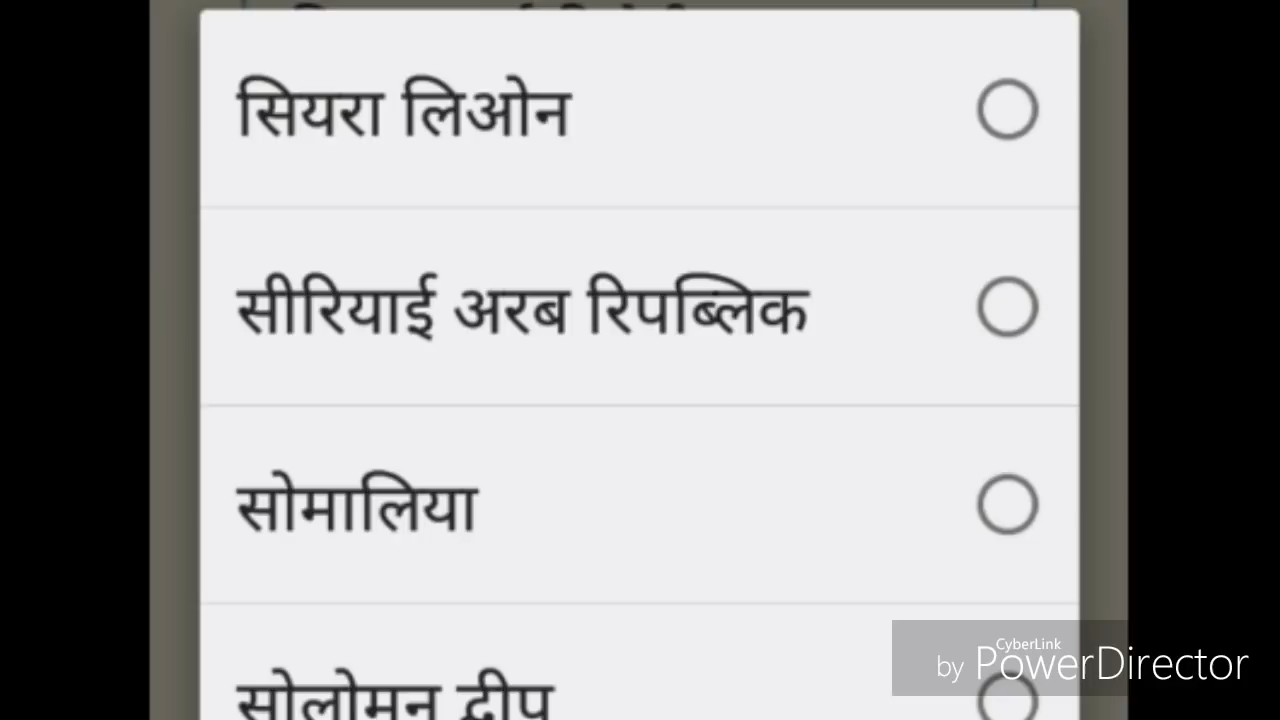 सियरा लिओन
सीरियाई अरब रिपब्लिक
सोमालिया
सोलोमन द्वीप
CyberLink
by PowerDirector